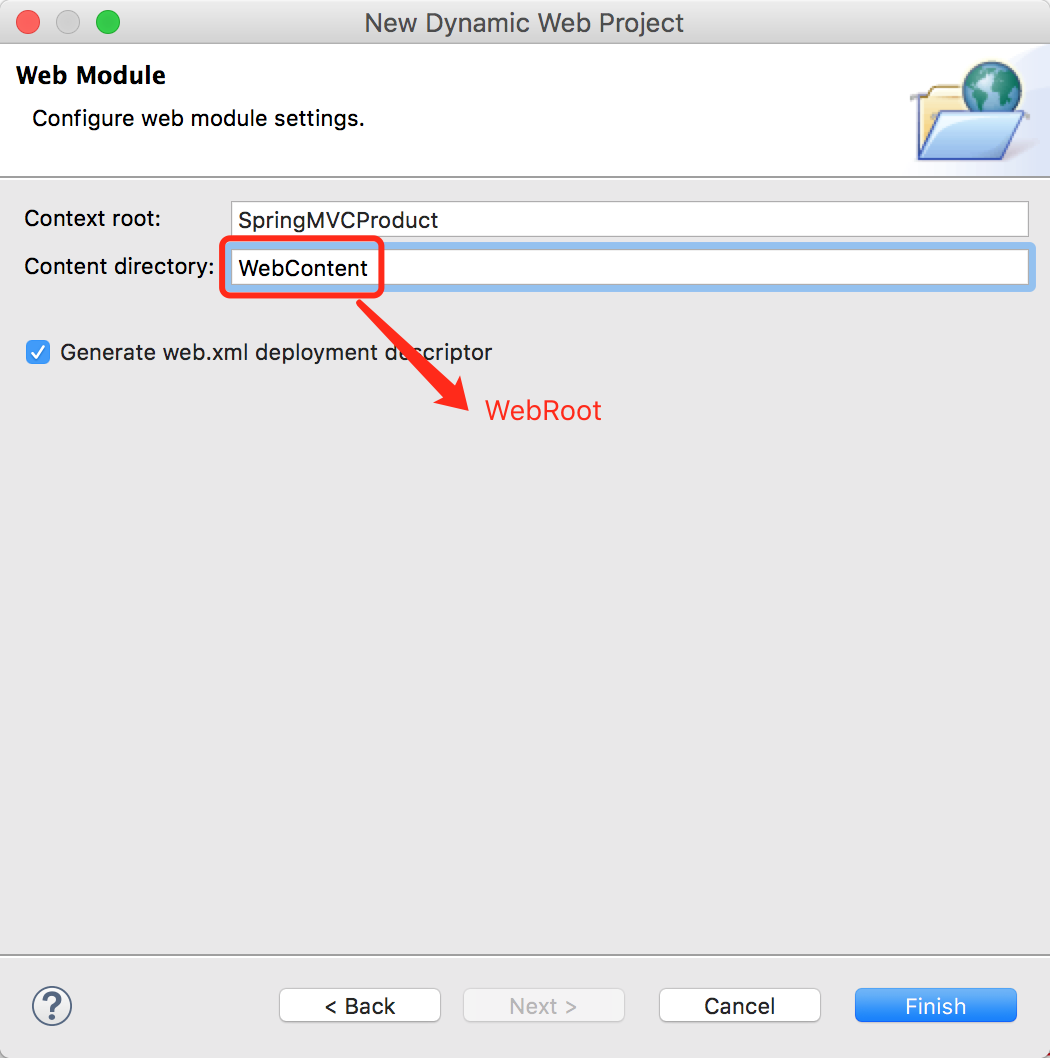 New Dynamic Web Project
Web Module
Configure web module settings.
Context root: SpringMVCProduct
Content directory: WebContent
Generate web.xml deployment descriptor
WebRoot
?
< Back Next > Cancel Finish